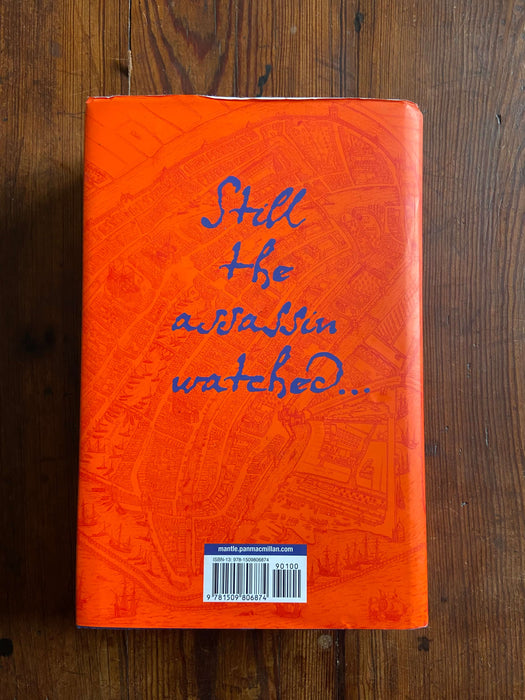 Still
the
assassin
watched...
mantle.panmacmillan.com
ISBN-13 978-1509806874
90100
9 781509 806874